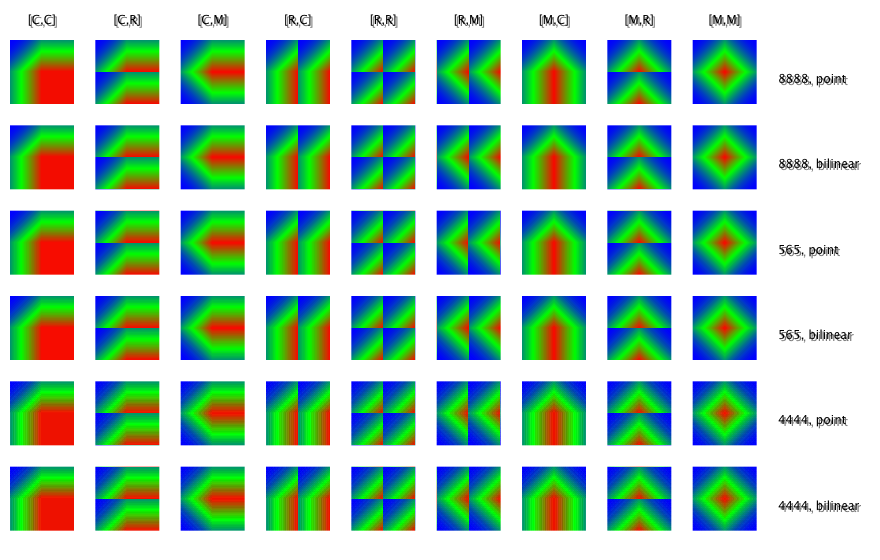 [C,C] [C,R] [C,M] [R,C] [R,R] [R,M] [M,C] [M,R] [M,M]
8888, point
8888, bilinear
565, point
565, bilinear
4444, point
4444, bilinear